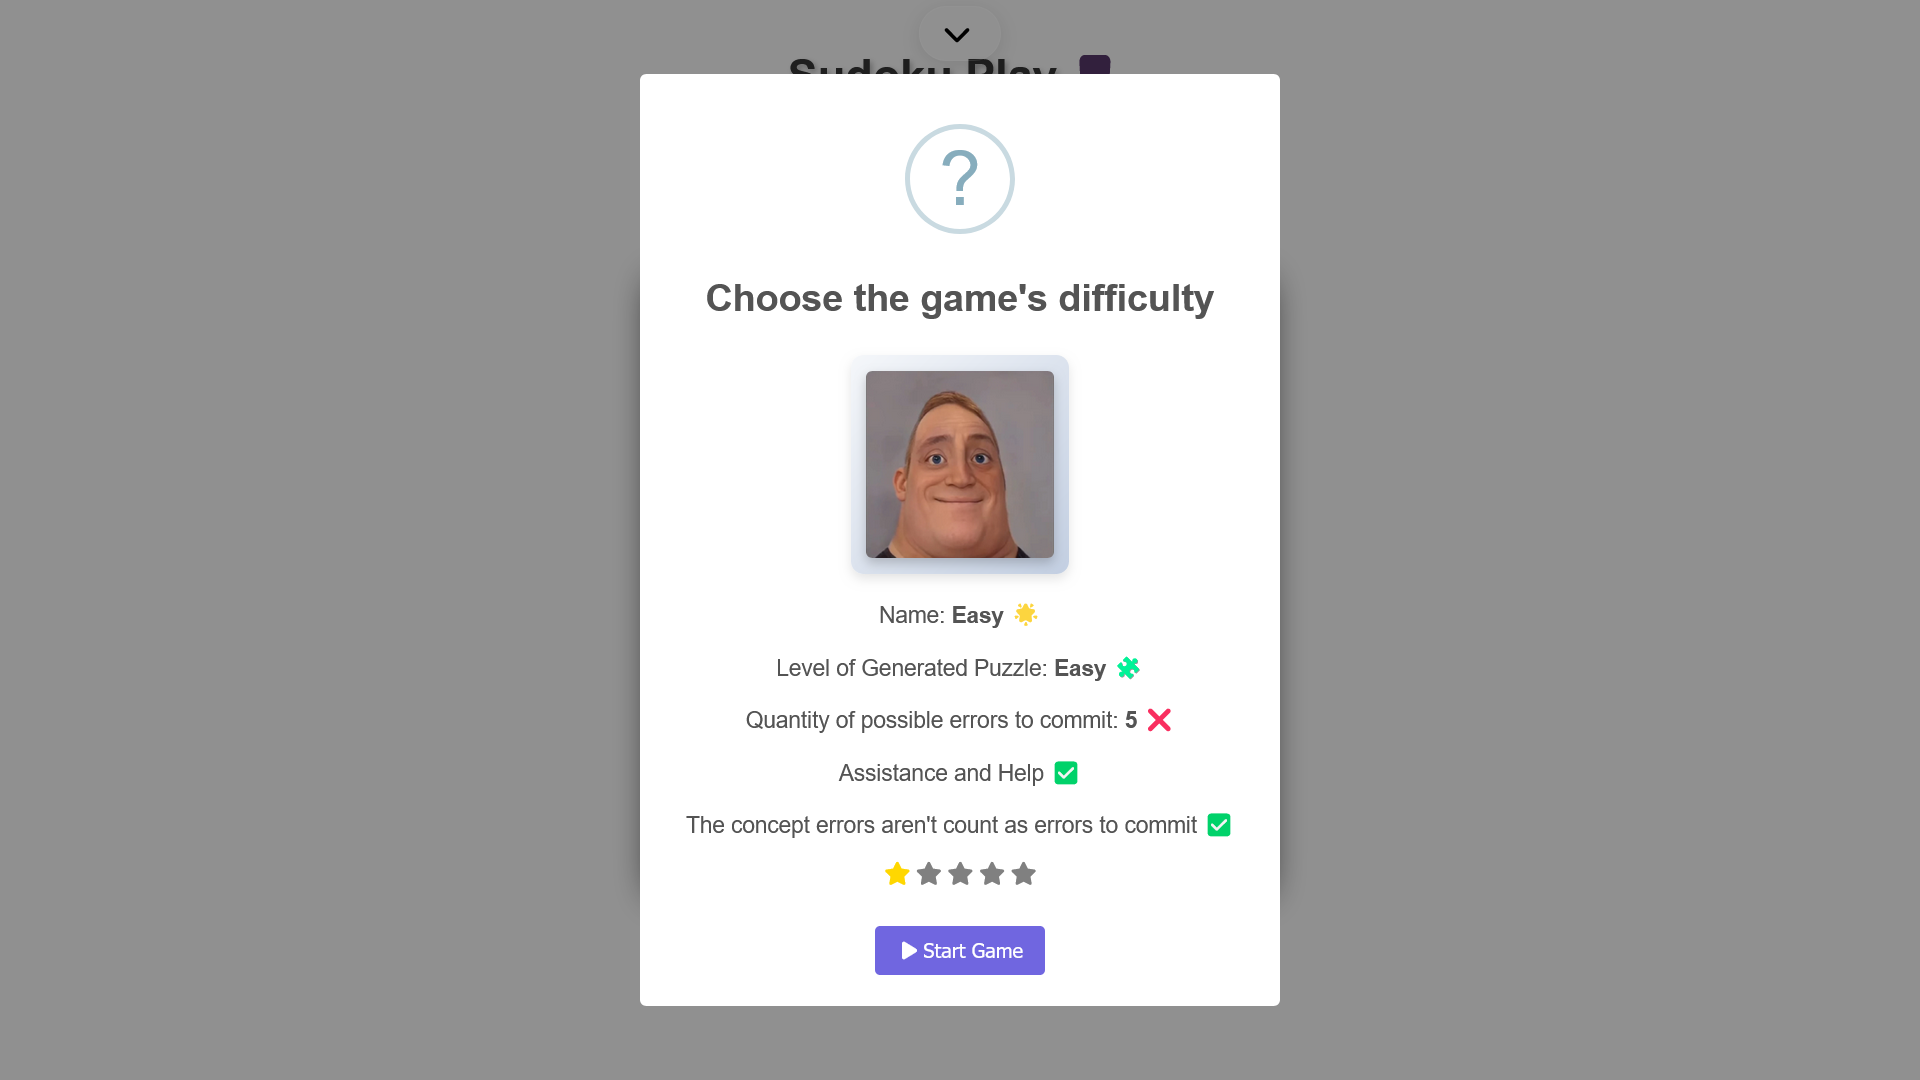 Sudoku Play
?
Choose the game's difficulty
Name: Easy
Level of Generated Puzzle: Easy
Quantity of possible errors to commit: 5
Assistance and Help
The concept errors aren't count as errors to commit
Start Game